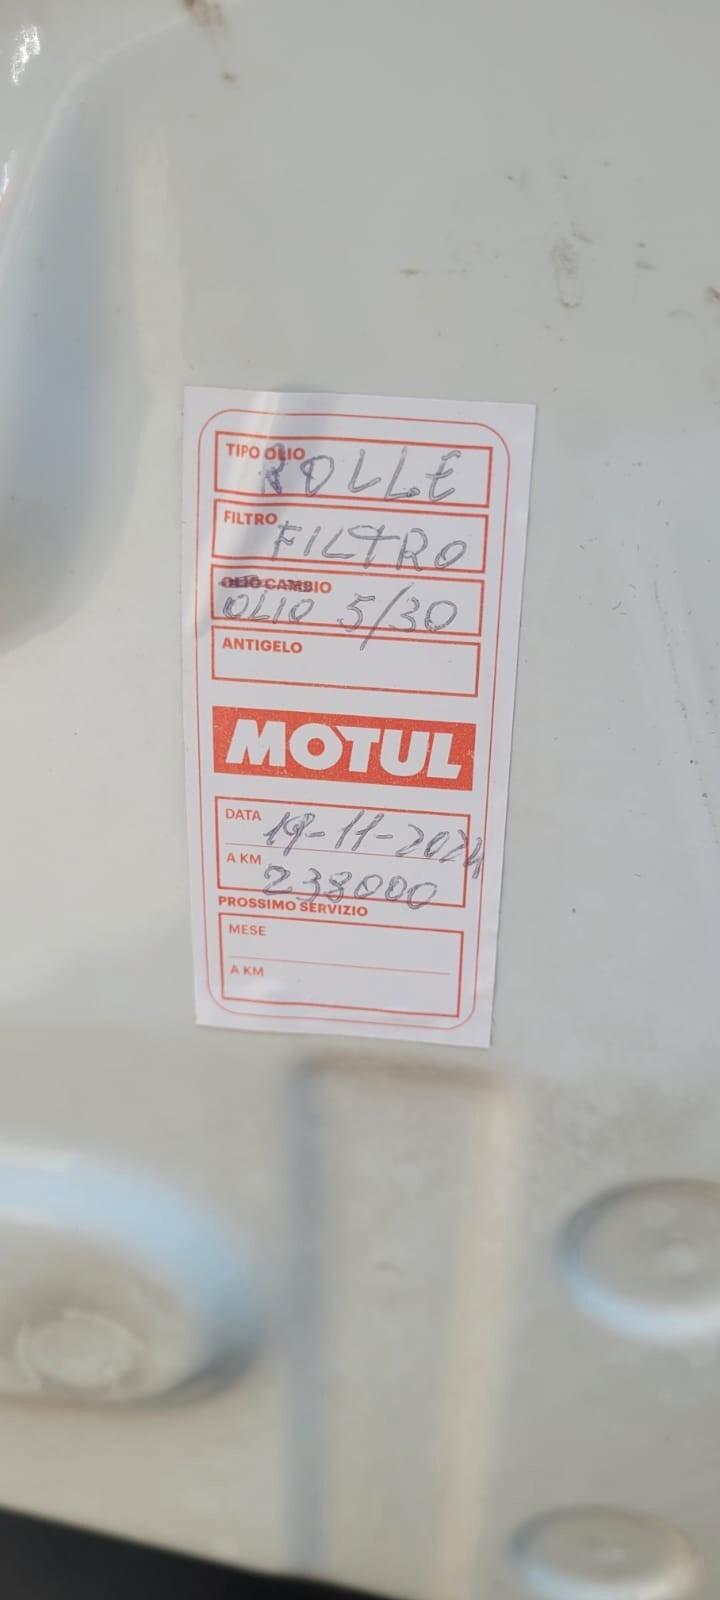 TIPO OLIO
ROLLE
FILTRO
FILTRO
OLIO CAMBIO
OLIO 5/30
ANTIGELO
MOTUL
DATA 19-11-2024
A KM 238000
PROSSIMO SERVIZIO
MESE
A KM